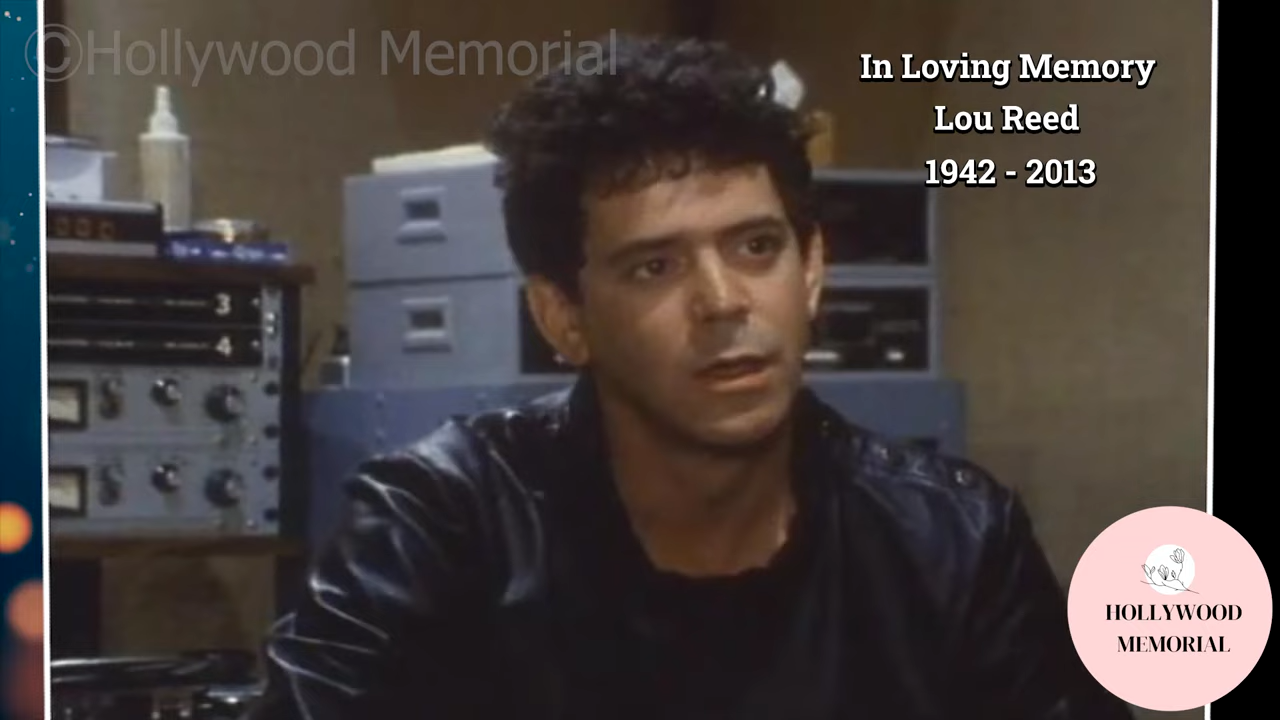 ©Hollywood Memorial
In Loving Memory
Lou Reed
1942 - 2013
3
4
HOLLYWOOD
MEMORIAL